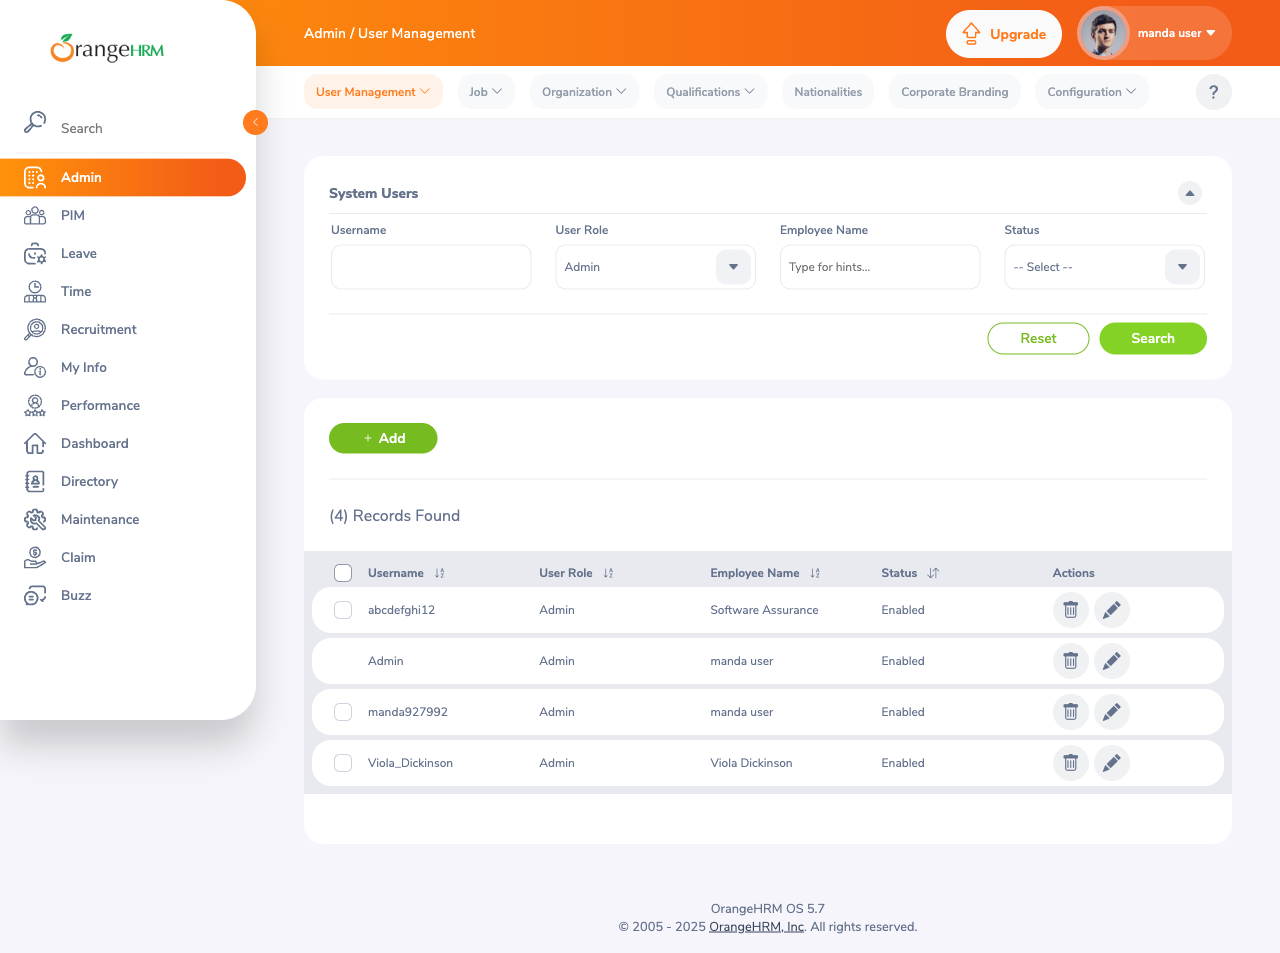 OrangeHRM
Admin / User Management
Upgrade
manda user
User Management
Job
Organization
Qualifications
Nationalities
Corporate Branding
Configuration
?
Search
Admin
PIM
Leave
Time
Recruitment
My Info
Performance
Dashboard
Directory
Maintenance
Claim
Buzz
System Users
Username
User Role
Employee Name
Status
Admin
Type for hints...
-- Select --
Reset
Search
+ Add
(4) Records Found
Username
User Role
Employee Name
Status
Actions
abcdefghi12 Admin Software Assurance Enabled
Admin Admin manda user Enabled
manda927992 Admin manda user Enabled
Viola_Dickinson Admin Viola Dickinson Enabled
OrangeHRM OS 5.7
© 2005 - 2025 OrangeHRM, Inc. All rights reserved.